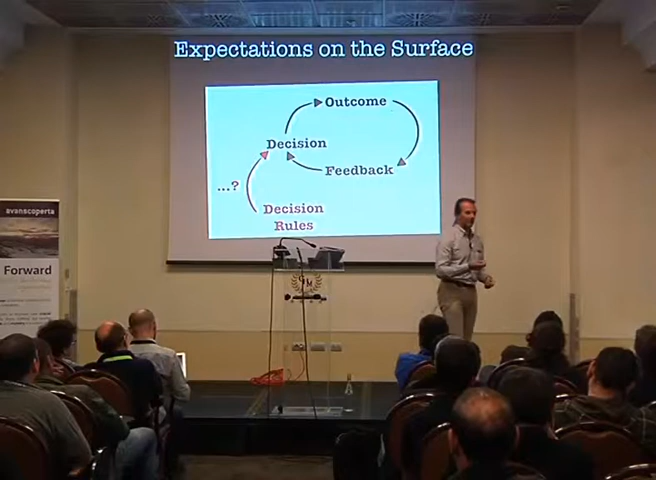 Expectations on the Surface
Outcome
Decision
Feedback
...?
Decision
Rules
avanscoperta
Forward